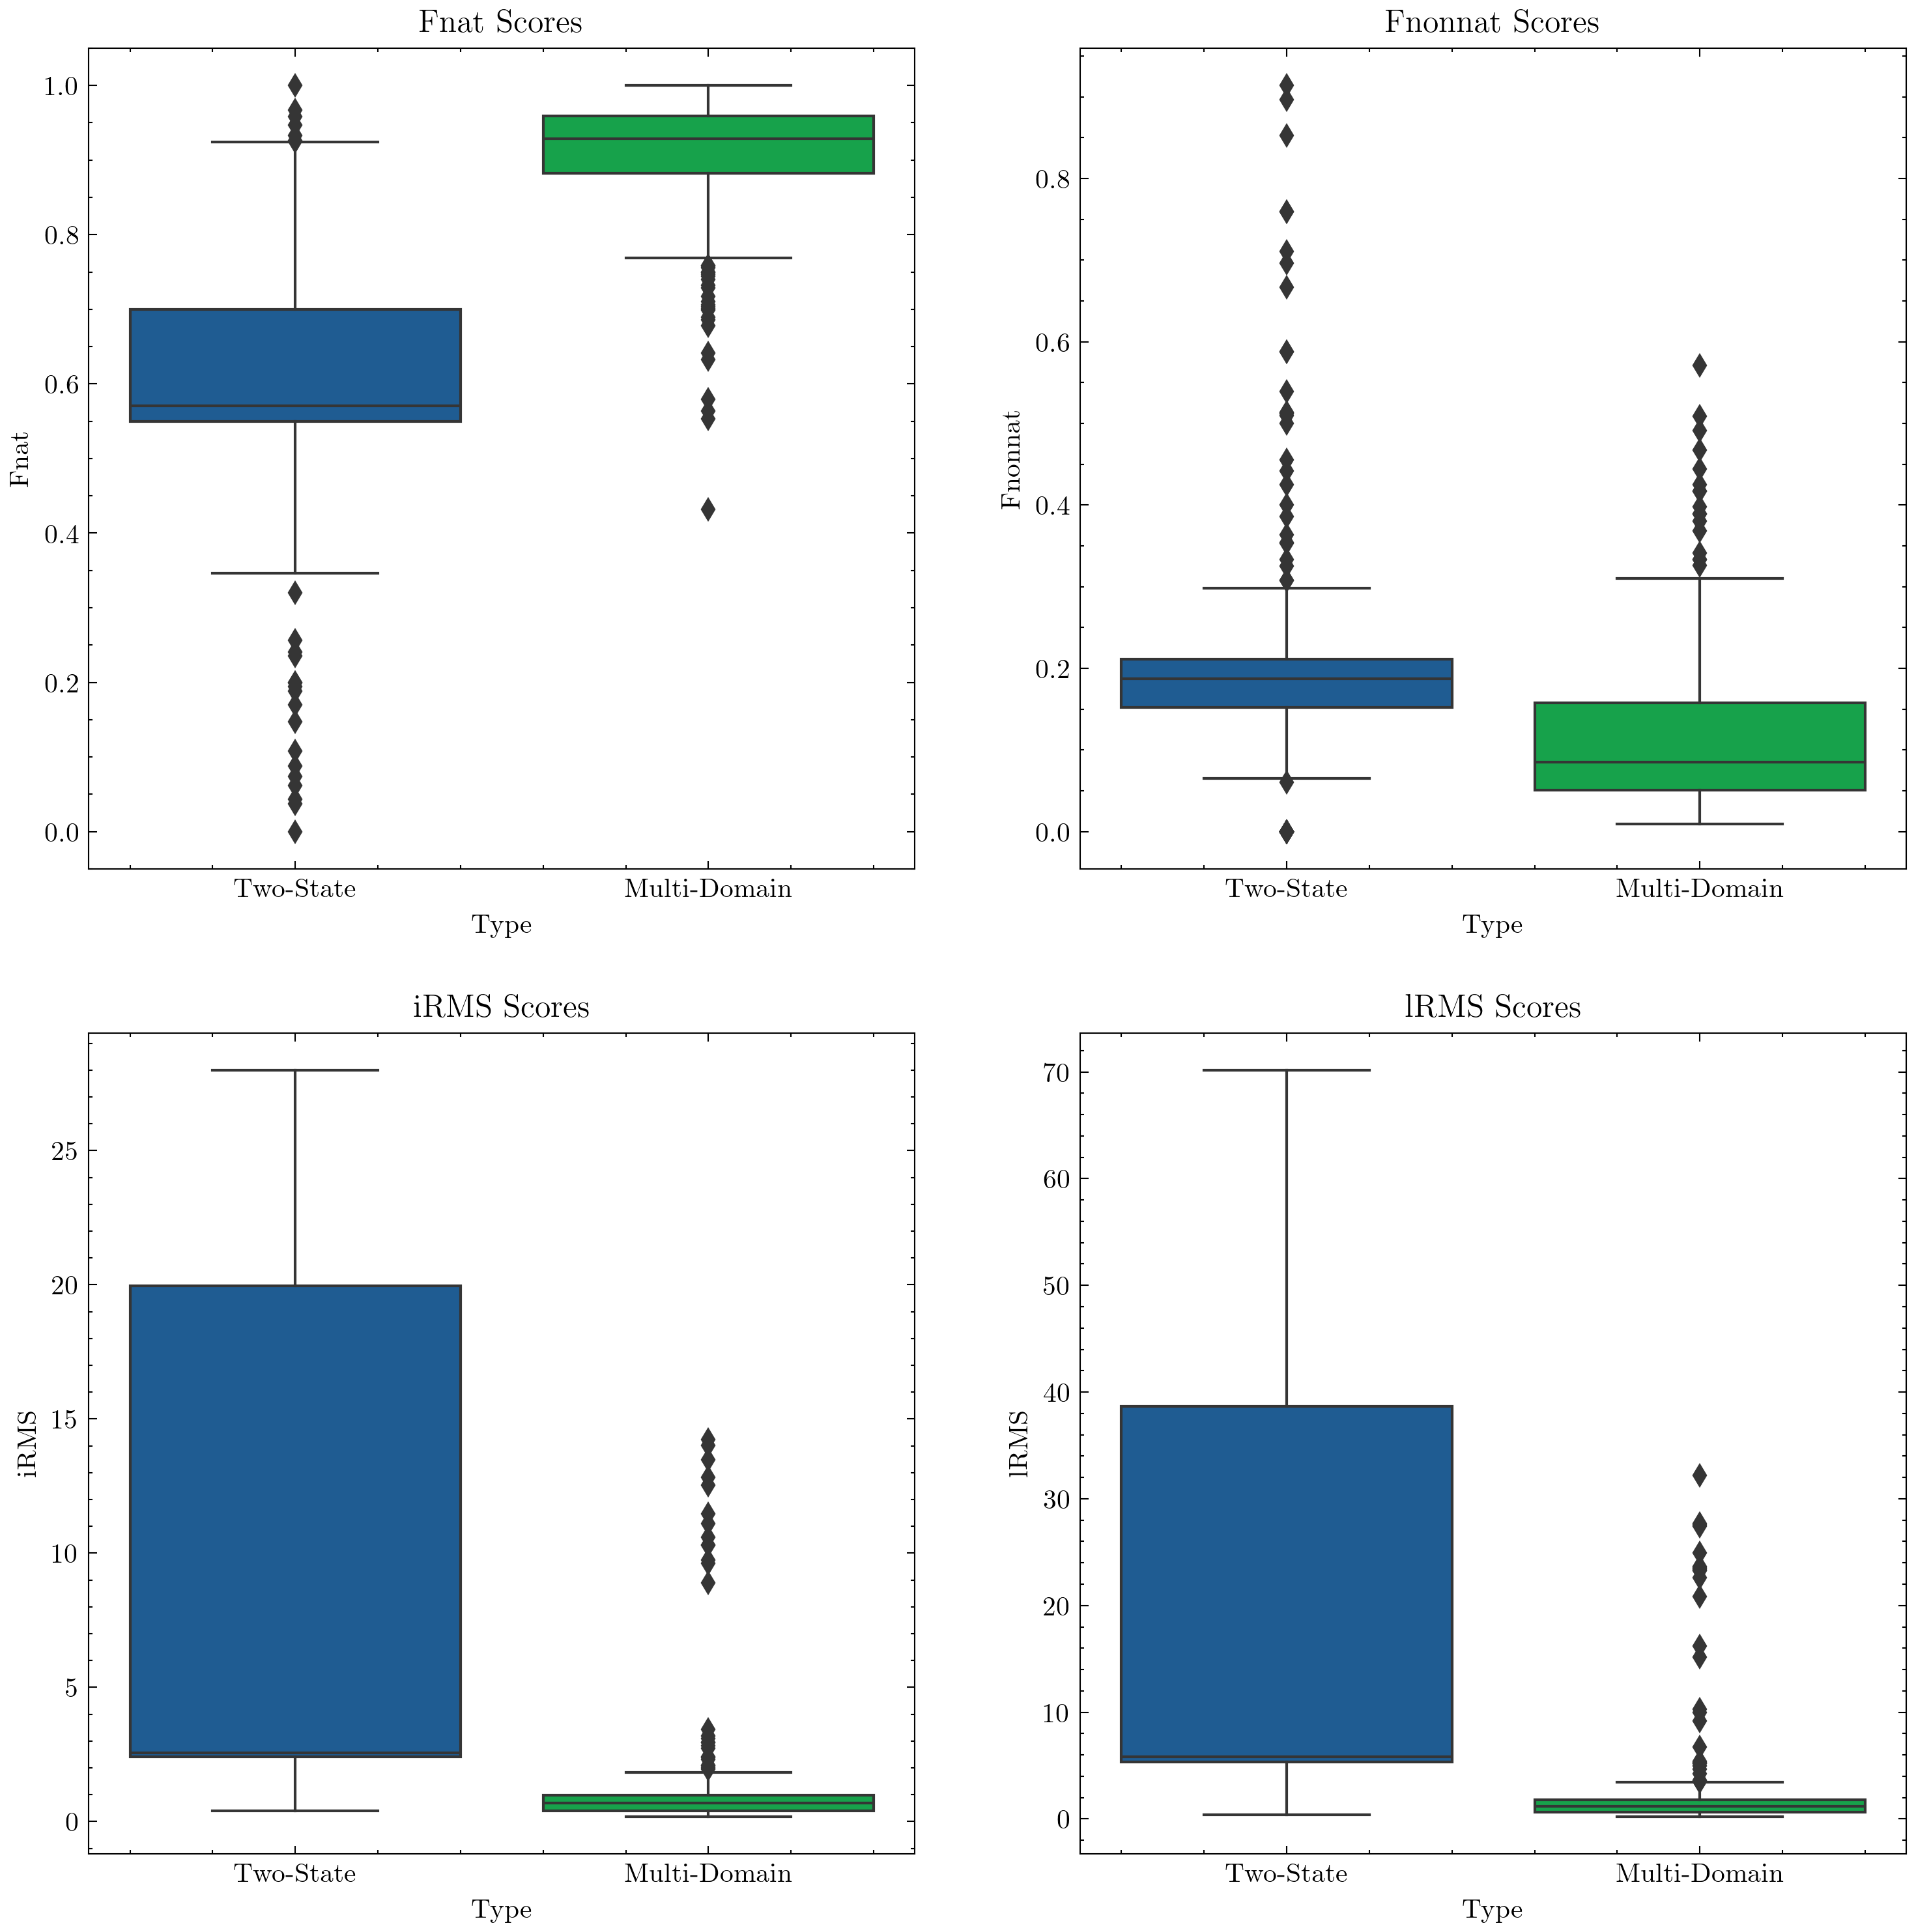 Fnat Scores
1.0
0.8
0.6
0.4
0.2
0.0
Fnat
Two-State
Multi-Domain
Type
Fnonnat Scores
0.8
0.6
0.4
0.2
0.0
Fnonnat
Two-State
Multi-Domain
Type
iRMS Scores
25
20
15
10
5
0
iRMS
Two-State
Multi-Domain
Type
lRMS Scores
70
60
50
40
30
20
10
0
lRMS
Two-State
Multi-Domain
Type